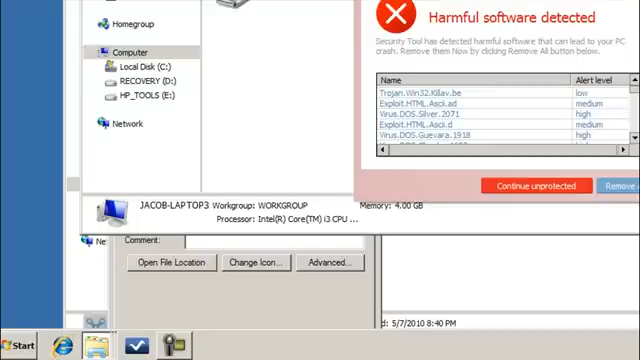 Homegroup
Computer
Local Disk (C:)
RECOVERY (D:)
HP_TOOLS (E:)
Network
Harmful software detected
Security Tool has detected harmful software that can lead to your PC
crash. Remove them Now by clicking Remove All button below.
Name Alert level
Trojan.Win32.Killav.be low
Exploit.HTML.Ascii.ad medium
Virus.DOS.Silver.2071 high
Exploit.HTML.Ascii.d medium
Virus.DOS.Guevara.1918 high
Continue unprotected
Remove
JACOB-LAPTOP3 Workgroup: WORKGROUP Memory: 4.00 GB
Processor: Intel(R) Core(TM) i3 CPU ...
Ne
Comment:
Open File Location Change Icon... Advanced...
5/7/2010 8:40 PM
Start